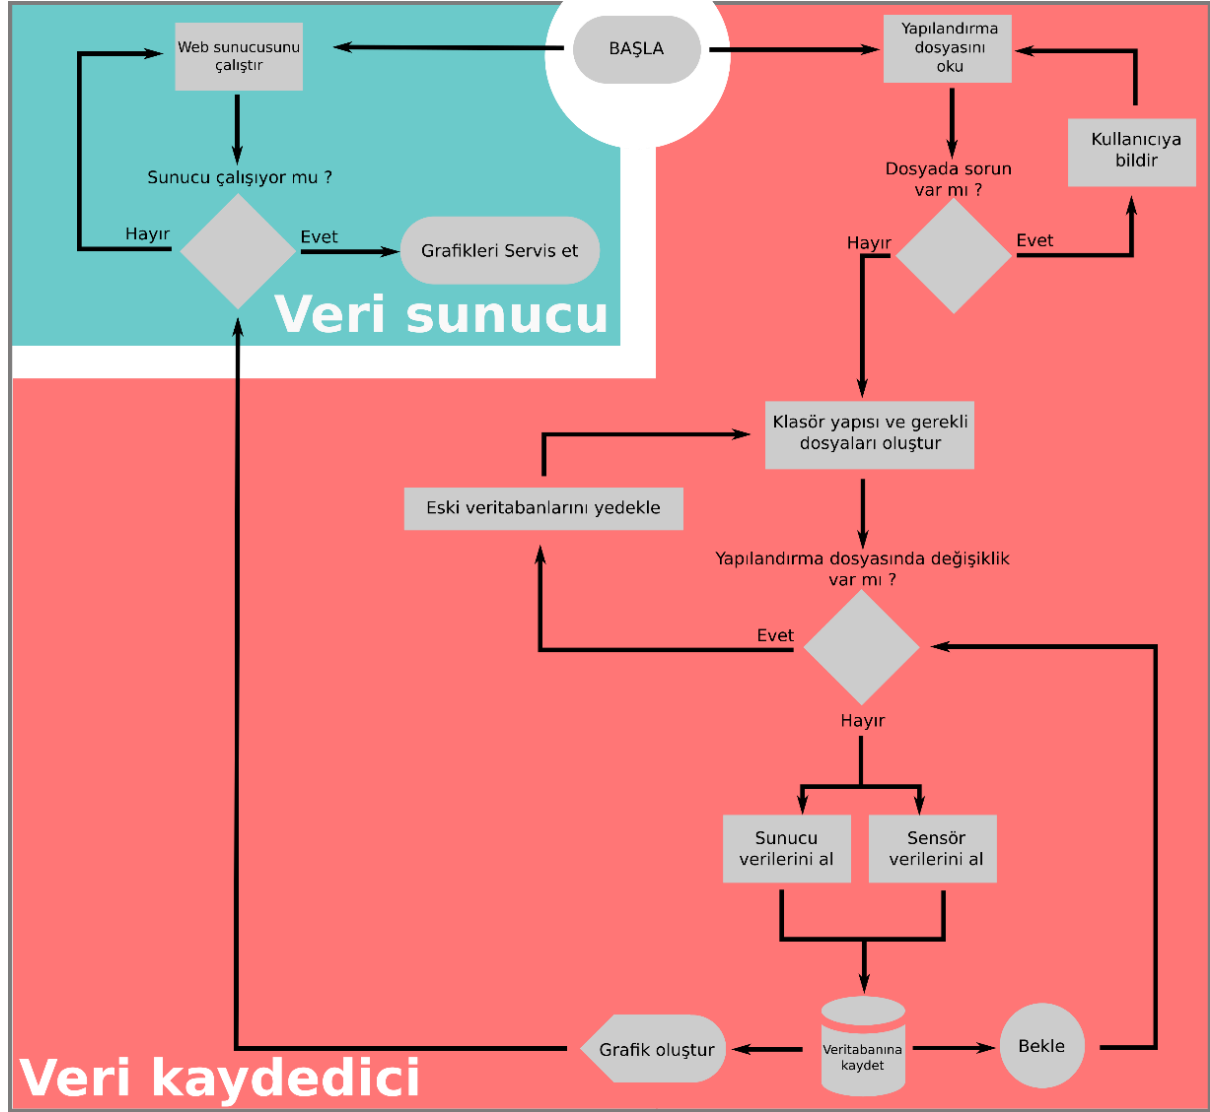 BAŞLA
Web sunucusunu
çalıştır
Sunucu çalışıyor mu ?
Hayır
Evet
Grafikleri Servis et
Veri sunucu
Yapılandırma
dosyasını
oku
Kullanıcıya
bildir
Dosyada sorun
var mı ?
Hayır
Evet
Klasör yapısı ve gerekli
dosyaları oluştur
Eski veritabanlarını yedekle
Yapılandırma dosyasında değişiklik
var mı ?
Evet
Hayır
Sunucu
verilerini al
Sensör
verilerini al
Veritabanına
kaydet
Grafik oluştur
Bekle
Veri kaydedici